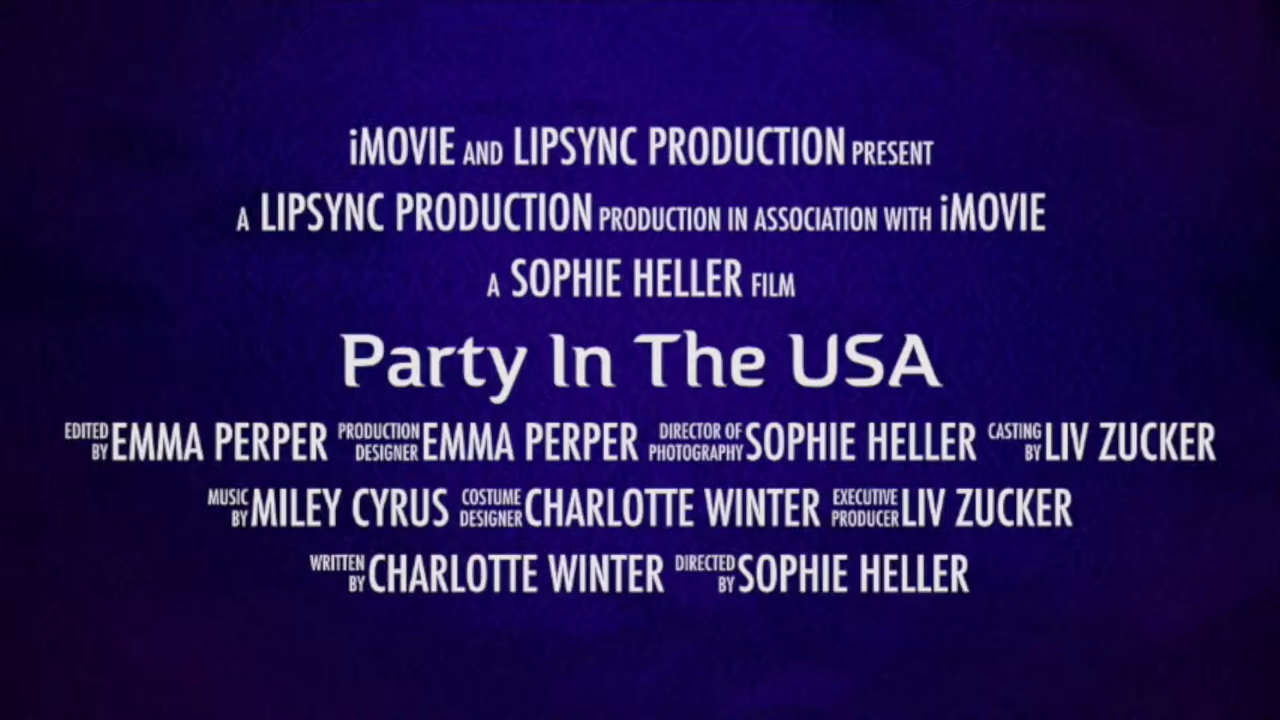 iMOVIE AND LIPSYNC PRODUCTION PRESENT
A LIPSYNC PRODUCTION PRODUCTION IN ASSOCIATION WITH iMOVIE
A SOPHIE HELLER FILM
Party In The USA
EDITED BY EMMA PERPER PRODUCTION DESIGNER EMMA PERPER DIRECTOR OF PHOTOGRAPHY SOPHIE HELLER CASTING BY LIV ZUCKER
MUSIC BY MILEY CYRUS COSTUME DESIGNER CHARLOTTE WINTER EXECUTIVE PRODUCER LIV ZUCKER
WRITTEN BY CHARLOTTE WINTER DIRECTED BY SOPHIE HELLER